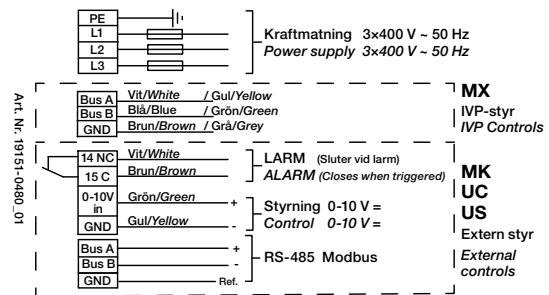 PE
L1
L2
L3
Kraftmatning 3×400 V ~ 50 Hz
Power supply 3×400 V ~ 50 Hz
Art. Nr. 19151-0480_01
Bus A Vit/White / Gul/Yellow
Bus B Blå/Blue / Grön/Green
GND Brun/Brown / Grå/Grey
MX
IVP-styr
IVP Controls
14 NC Vit/White
15 C Brun/Brown
LARM (Sluter vid larm)
ALARM (Closes when triggered)
0-10V
in
Grön/Green +
GND Gul/Yellow -
Styrning 0-10 V =
Control 0-10 V =
Bus A +
Bus B -
GND Ref.
RS-485 Modbus
MK
UC
US
Extern styr
External
controls